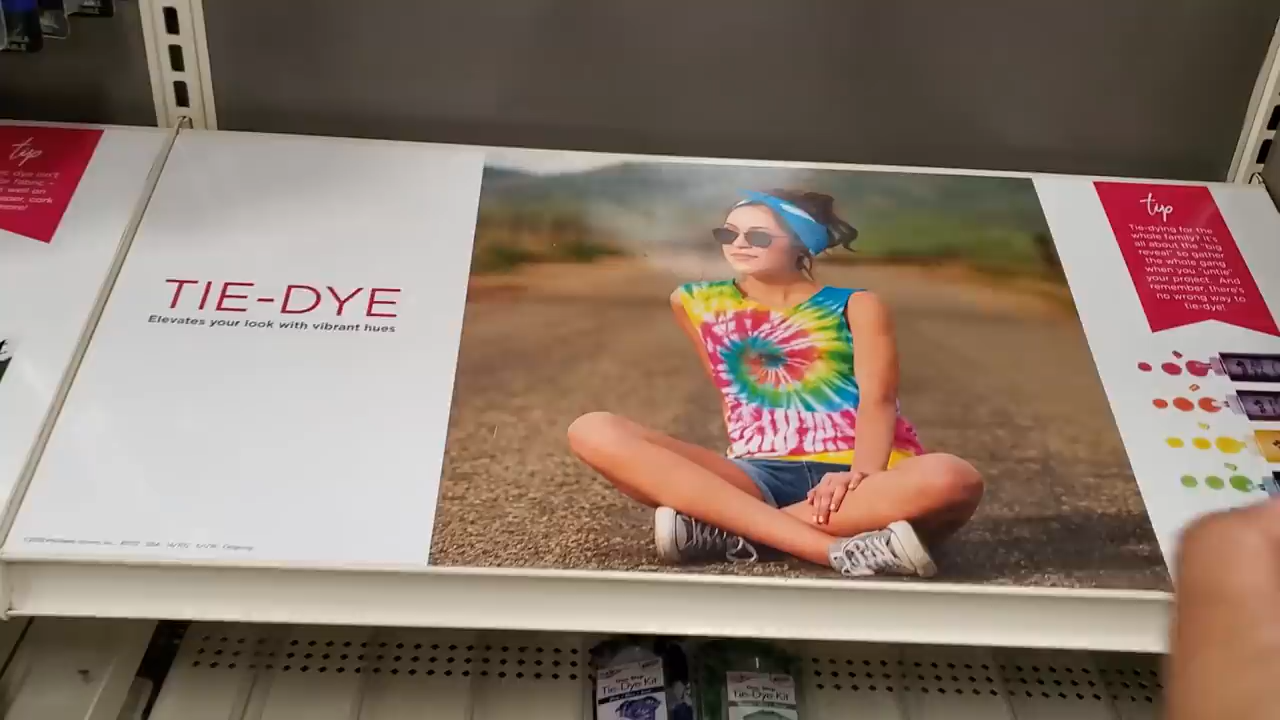 tip
TIE-DYE
Elevates your look with vibrant hues
tip
Tie-dying for the
whole family? It's
all about the "big
reveal" so gather
the whole gang
when you "untie"
your project. And
remember, there's
no wrong way to
tie-dye!
Tie-Dye Kit
Tie-Dye Kit